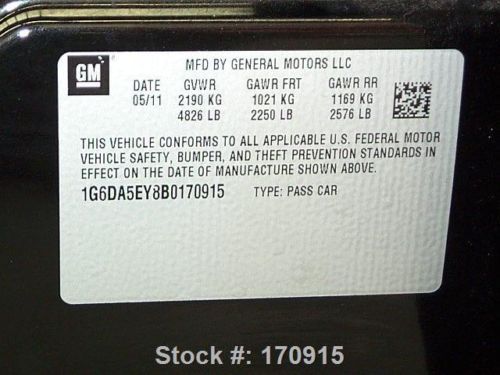 GM
MFD BY GENERAL MOTORS LLC
DATE GVWR GAWR FRT GAWR RR
05/11 2190 KG 1021 KG 1169 KG
4826 LB 2250 LB 2576 LB
THIS VEHICLE CONFORMS TO ALL APPLICABLE U.S. FEDERAL MOTOR
VEHICLE SAFETY, BUMPER, AND THEFT PREVENTION STANDARDS IN
EFFECT ON THE DATE OF MANUFACTURE SHOWN ABOVE.
1G6DA5EY8B0170915 TYPE: PASS CAR
Stock #: 170915